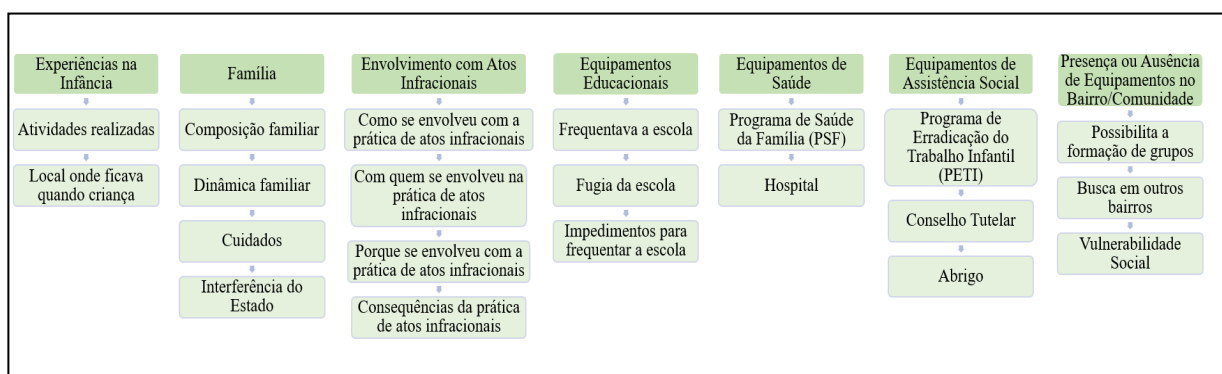 Experiências na
Infância
Atividades realizadas
Local onde ficava
quando criança
Família
Composição familiar
Dinâmica familiar
Cuidados
Interferência do
Estado
Envolvimento com Atos
Infracionais
Como se envolveu com a
prática de atos infracionais
Com quem se envolveu na
prática de atos
infracionais
Porque se envolveu com a
prática de atos infracionais
Consequências da prática
de atos infracionais
Equipamentos
Educacionais
Frequentava a escola
Fugia da escola
Impedimentos para
frequentar a escola
Equipamentos de
Saúde
Programa de Saúde
da Família (PSF)
Hospital
Equipamentos de
Assistência Social
Programa de
Erradicação do
Trabalho Infantil
(PETI)
Conselho Tutelar
Abrigo
Presença ou Ausência
de Equipamentos no
Bairro/Comunidade
Possibilita a
formação de grupos
Busca em outros
bairros
Vulnerabilidade
Social